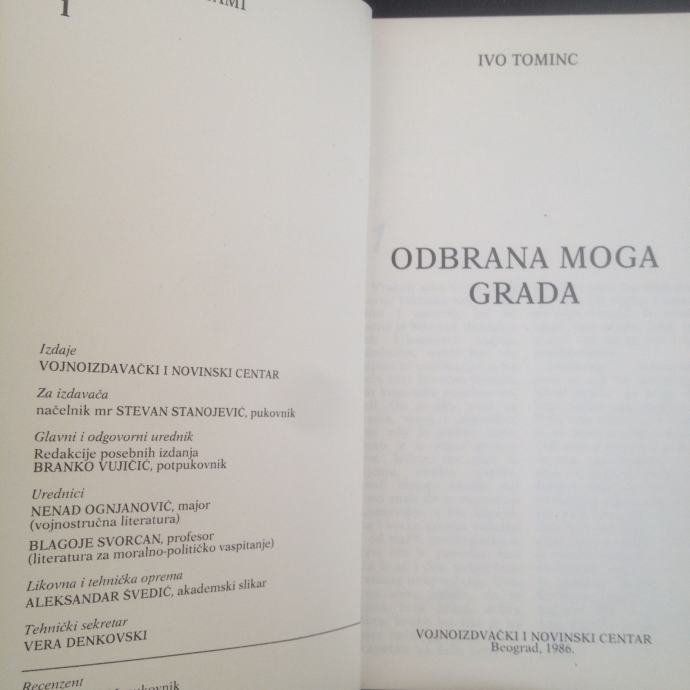 1
Izdaje
VOJNOIZDAVAČKI I NOVINSKI CENTAR
Za izdavača
načelnik mr STEVAN STANOJEVIĆ, pukovnik
Glavni i odgovorni urednik
Redakcije posebnih izdanja
BRANKO VUJIČIĆ, potpukovnik
Urednici
NENAD OGNJANOVIĆ, major
(vojnostručna literatura)
BLAGOJE SVORCAN, profesor
(literatura za moralno-političko vaspitanje)
Likovna i tehnička oprema
ALEKSANDAR ŠVEDIĆ, akademski slikar
Tehnički sekretar
VERA DENKOVSKI
Recenzent
IVO TOMINC
ODBRANA MOGA
GRADA
VOJNOIZDVAČKI I NOVINSKI CENTAR
Beograd, 1986.